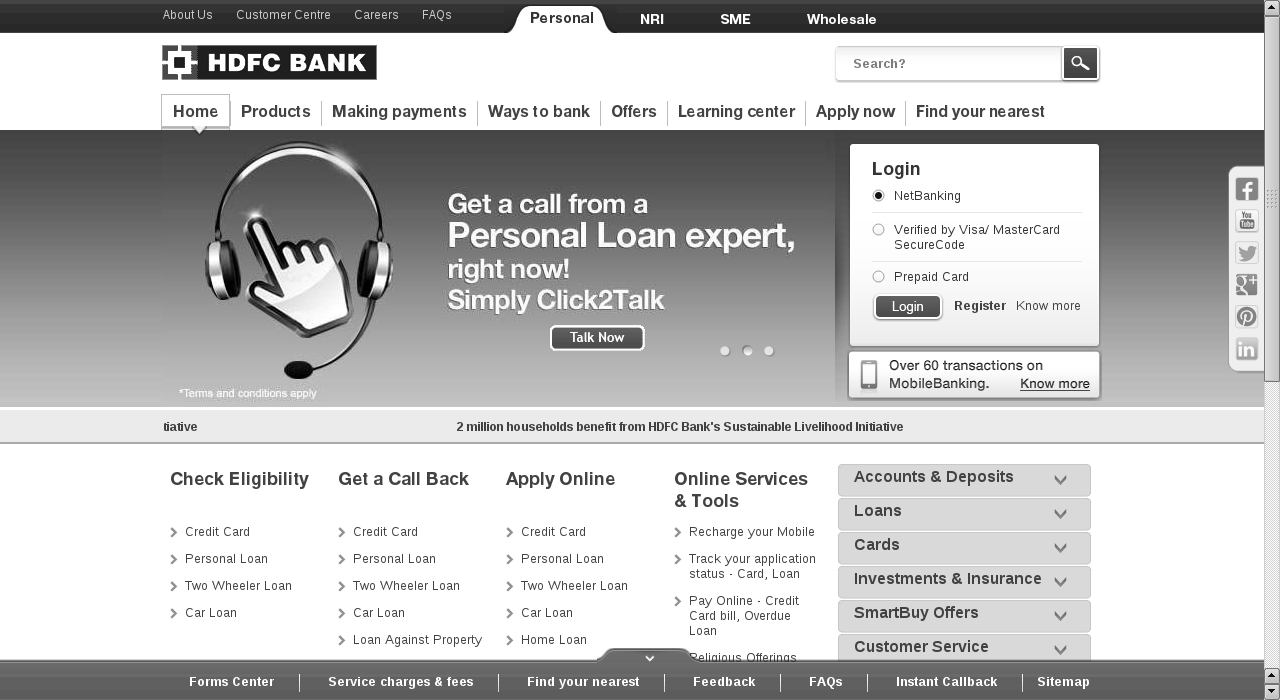 About Us Customer Centre Careers FAQs Personal NRI SME Wholesale
HDFC BANK
Search?
Home Products Making payments Ways to bank Offers Learning center Apply now Find your nearest
Get a call from a
Personal Loan expert,
right now!
Simply Click2Talk
Talk Now
*Terms and conditions apply
Login
NetBanking
Verified by Visa/ MasterCard
SecureCode
Prepaid Card
Login Register Know more
Over 60 transactions on
MobileBanking. Know more
You
Tube
tiative 2 million households benefit from HDFC Bank's Sustainable Livelihood Initiative
Check Eligibility
Credit Card
Personal Loan
Two Wheeler Loan
Car Loan
Get a Call Back
Credit Card
Personal Loan
Two Wheeler Loan
Car Loan
Loan Against Property
Apply Online
Credit Card
Personal Loan
Two Wheeler Loan
Car Loan
Home Loan
Online Services
& Tools
Recharge your Mobile
Track your application
status - Card, Loan
Pay Online - Credit
Card bill, Overdue
Loan
Religious Offerings
Accounts & Deposits
Loans
Cards
Investments & Insurance
SmartBuy Offers
Customer Service
Forms Center Service charges & fees Find your nearest Feedback FAQs Instant Callback Sitemap